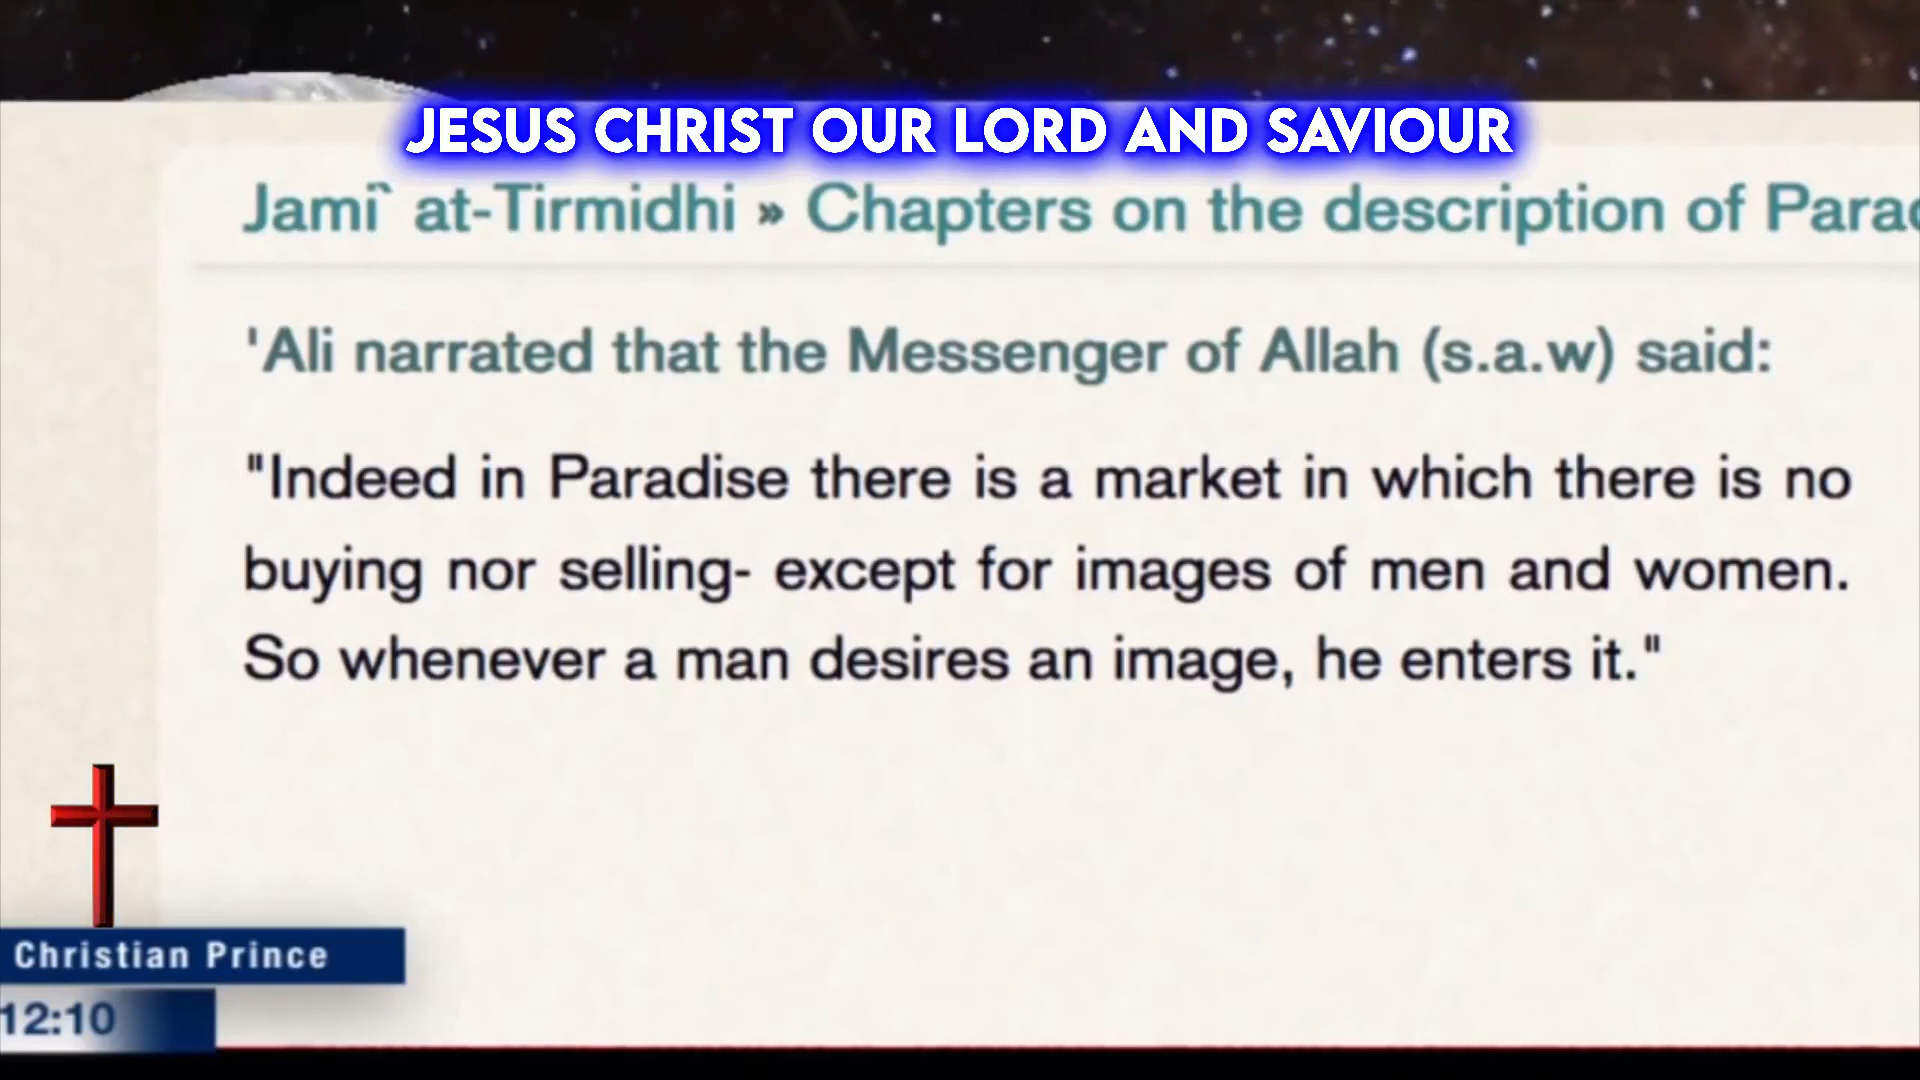 JESUS CHRIST OUR LORD AND SAVIOUR
Jami` at-Tirmidhi » Chapters on the description of
'Ali narrated that the Messenger of Allah (s.a.w) said:
"Indeed in Paradise there is a market in which there is no
buying nor selling- except for images of men and women.
So whenever a man desires an image, he enters it."
Christian Prince
12:10